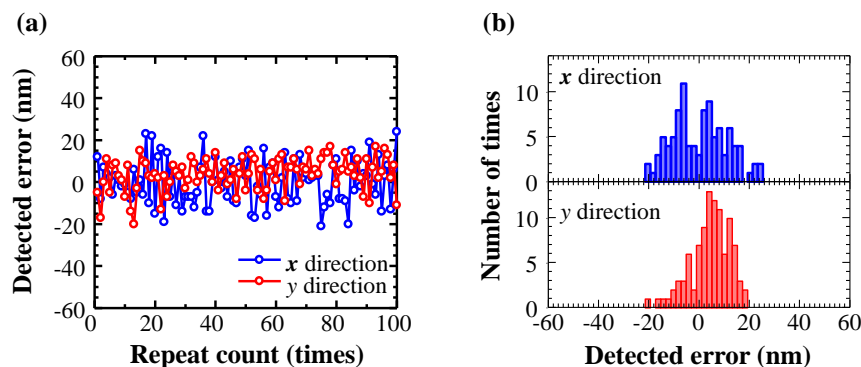 (a)
Detected error (nm)
60
40
20
0
-20
-40
-60
x direction
y direction
0
20
40
60
80
100
Repeat count (times)
(b)
Number of times
x direction
10
5
0
y direction
10
5
0
-60
-40
-20
0
20
40
60
Detected error (nm)